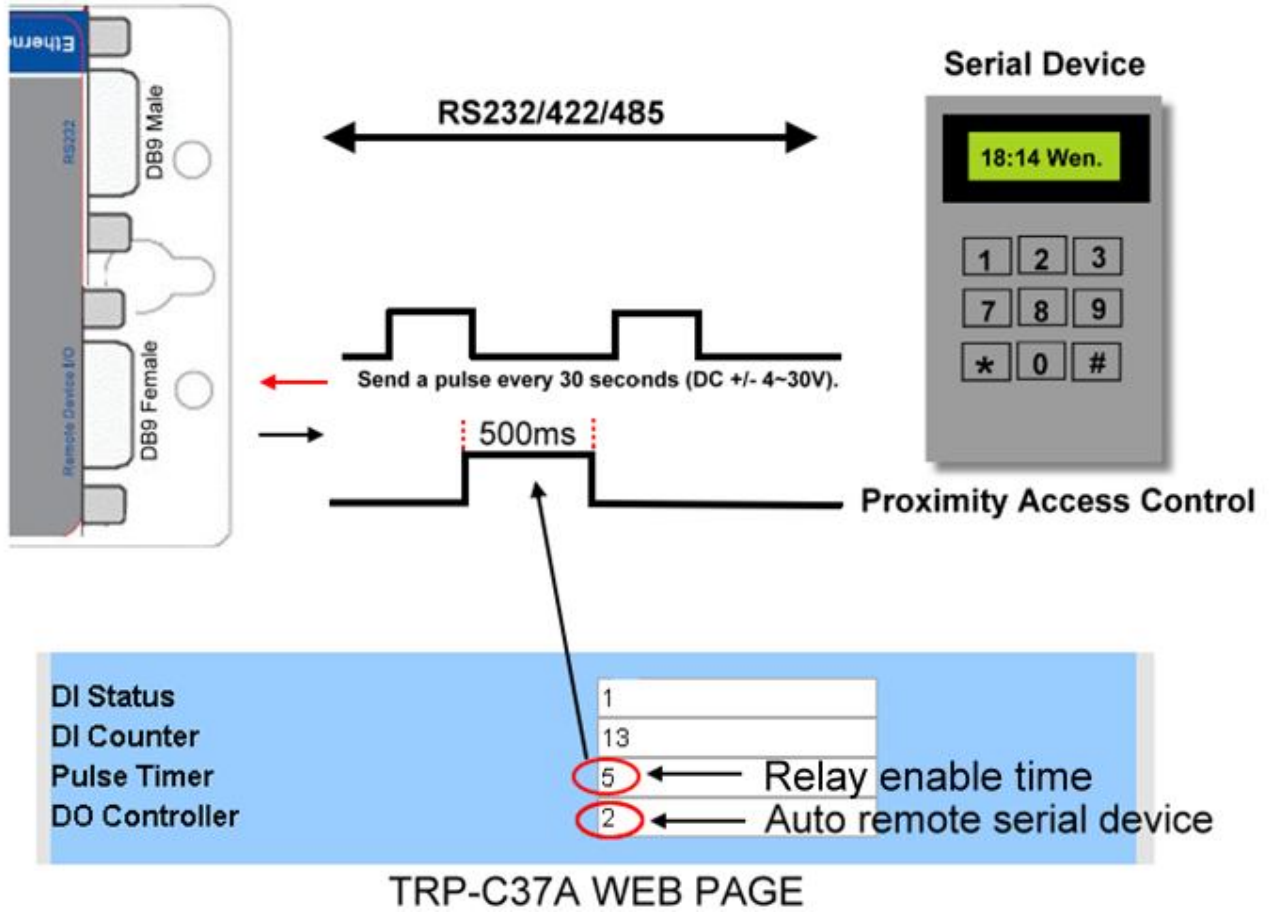 Etherne
RS232
DB9 Male
Remote Device I/O
DB9 Female
RS232/422/485
Serial Device
18:14 Wen.
1 2 3
7 8 9
* 0 #
Proximity Access Control
Send a pulse every 30 seconds (DC +/- 4~30V).
500ms
DI Status 1
DI Counter 13
Pulse Timer 5 Relay enable time
DO Controller 2 Auto remote serial device
TRP-C37A WEB PAGE